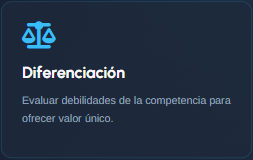 Diferenciación
Evaluar debilidades de la competencia para
ofrecer valor único.